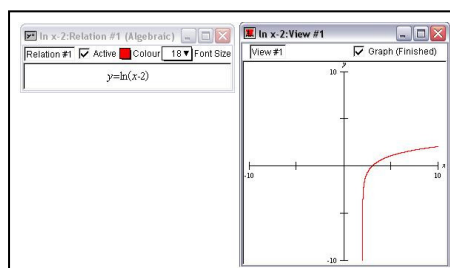 ln x-2:Relation #1 (Algebraic)
Relation #1 Active Colour 18 Font Size
y=ln(x-2)
ln x-2:View #1
View #1 Graph (Finished)
y
10
-10 x 10
-10